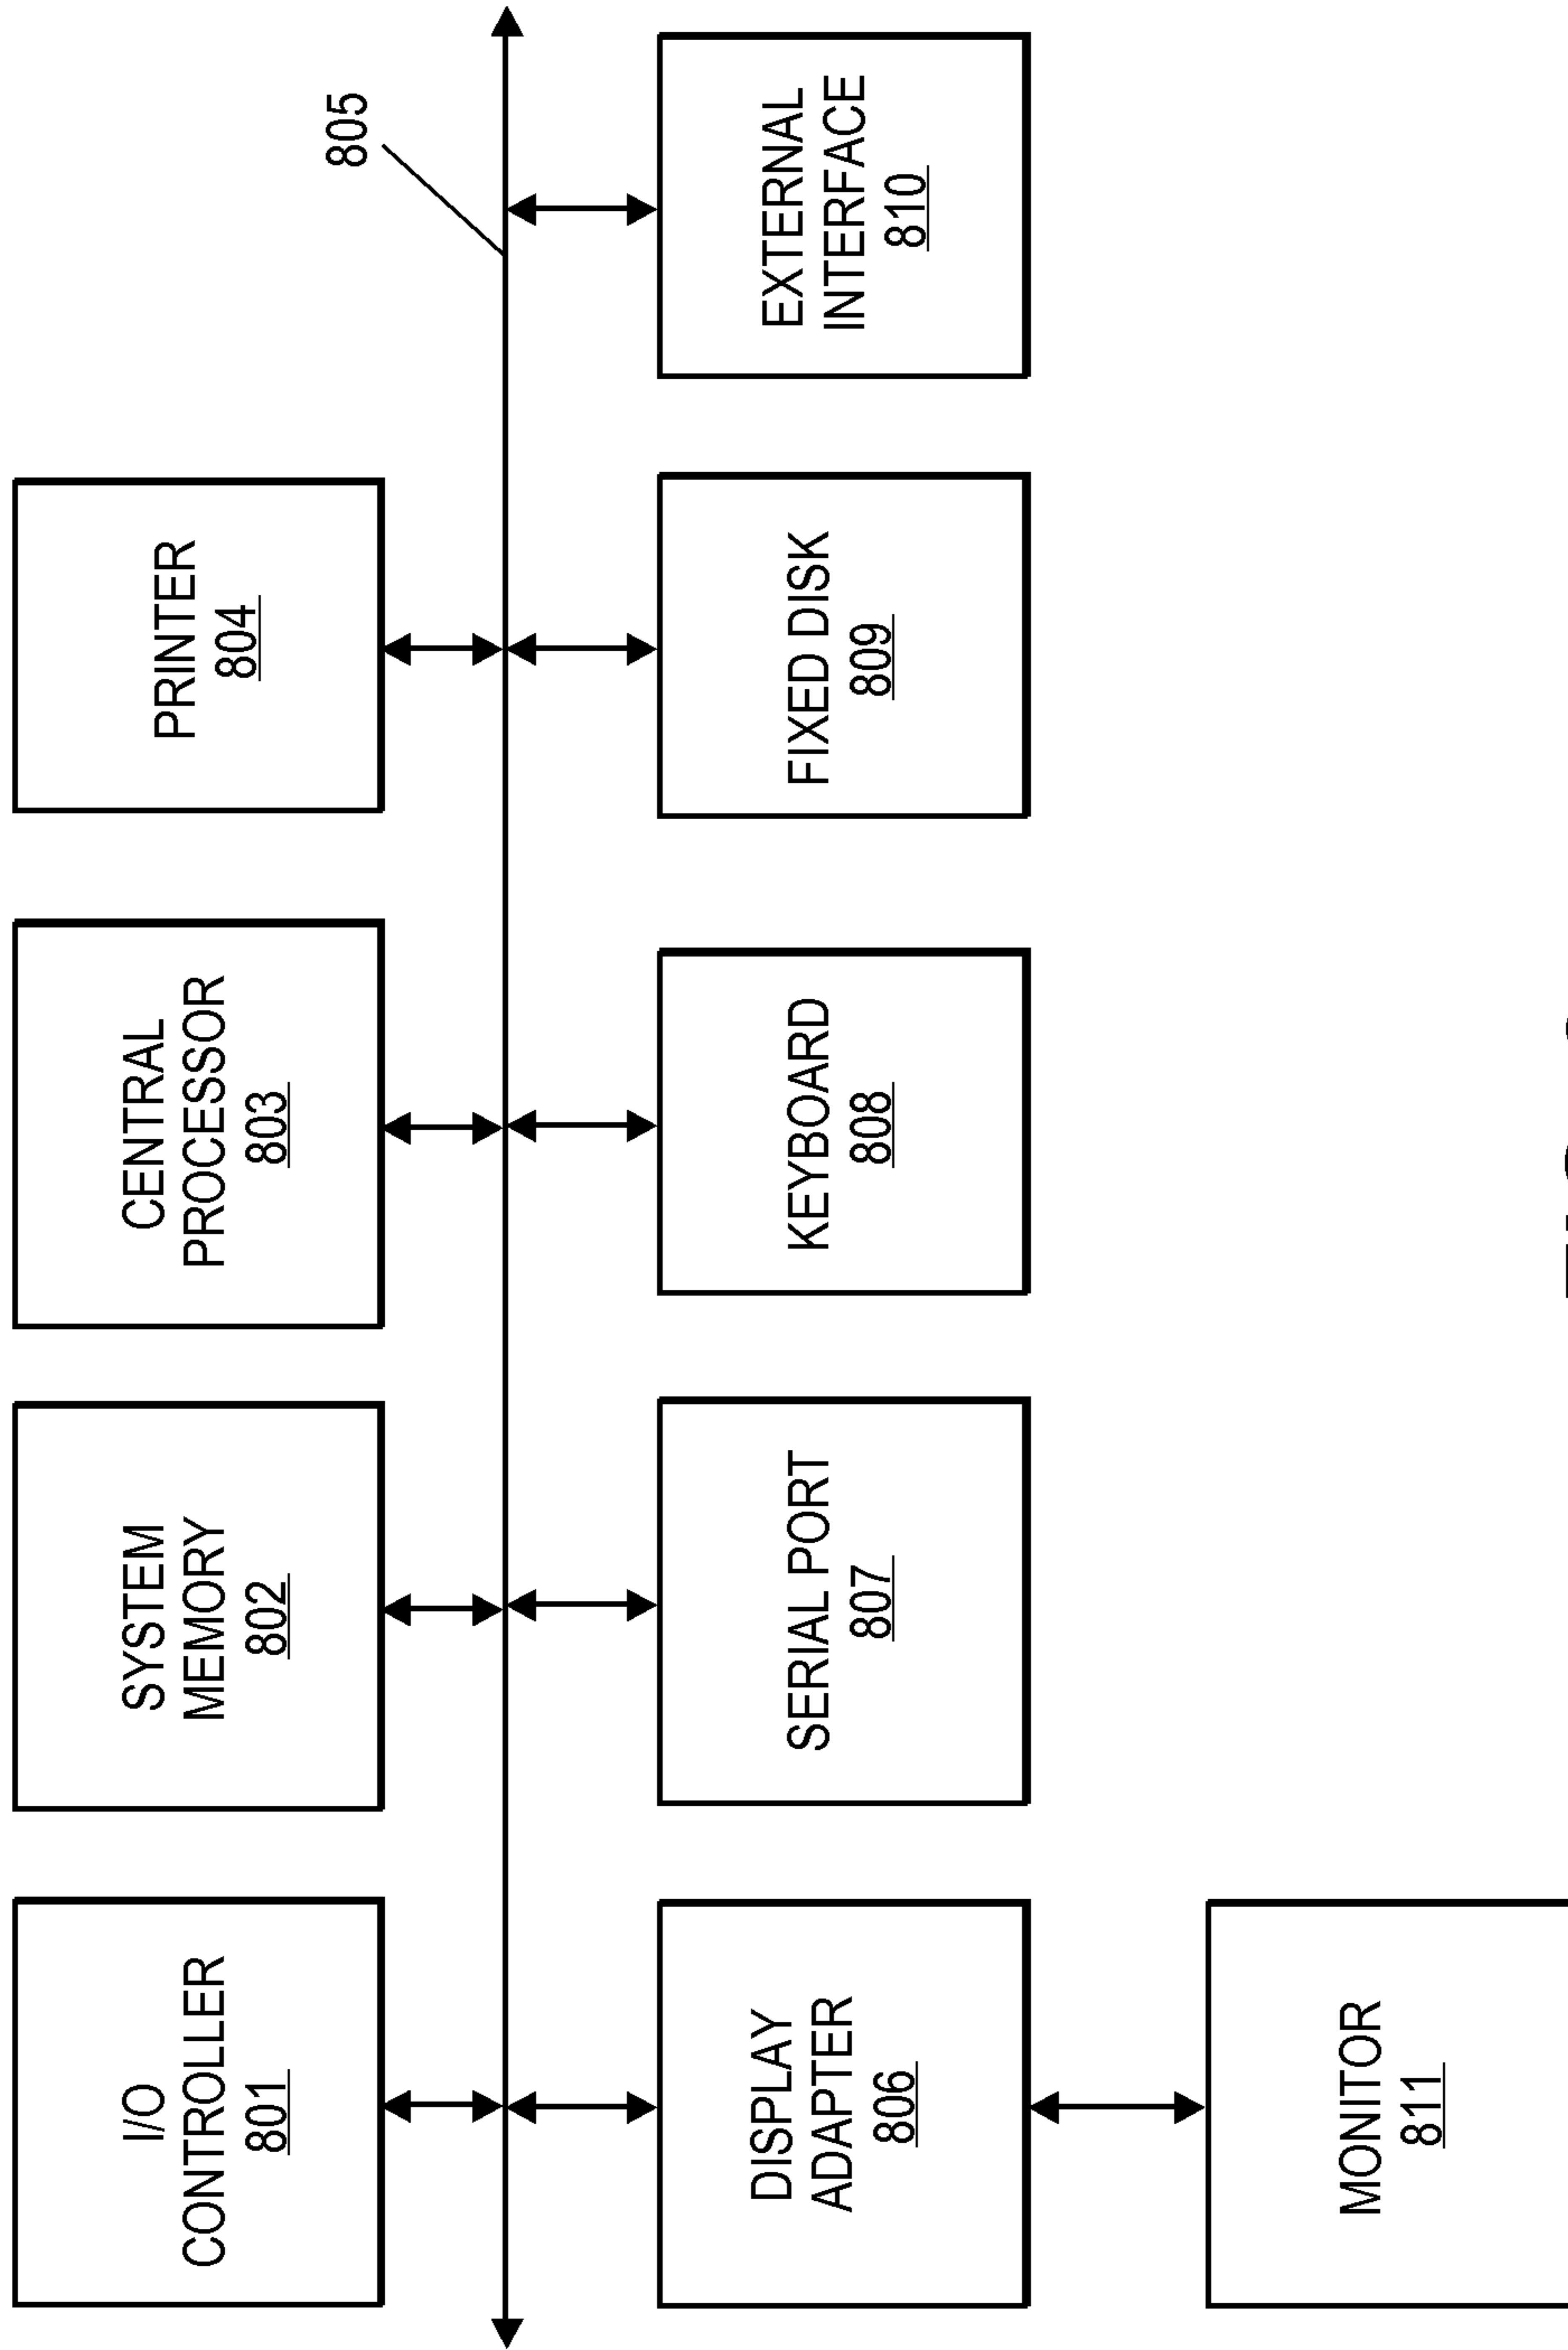 I/O
CONTROLLER
801
SYSTEM
MEMORY
802
CENTRAL
PROCESSOR
803
PRINTER
804
805
DISPLAY
ADAPTER
806
SERIAL PORT
807
KEYBOARD
808
FIXED DISK
809
EXTERNAL
INTERFACE
810
MONITOR
811